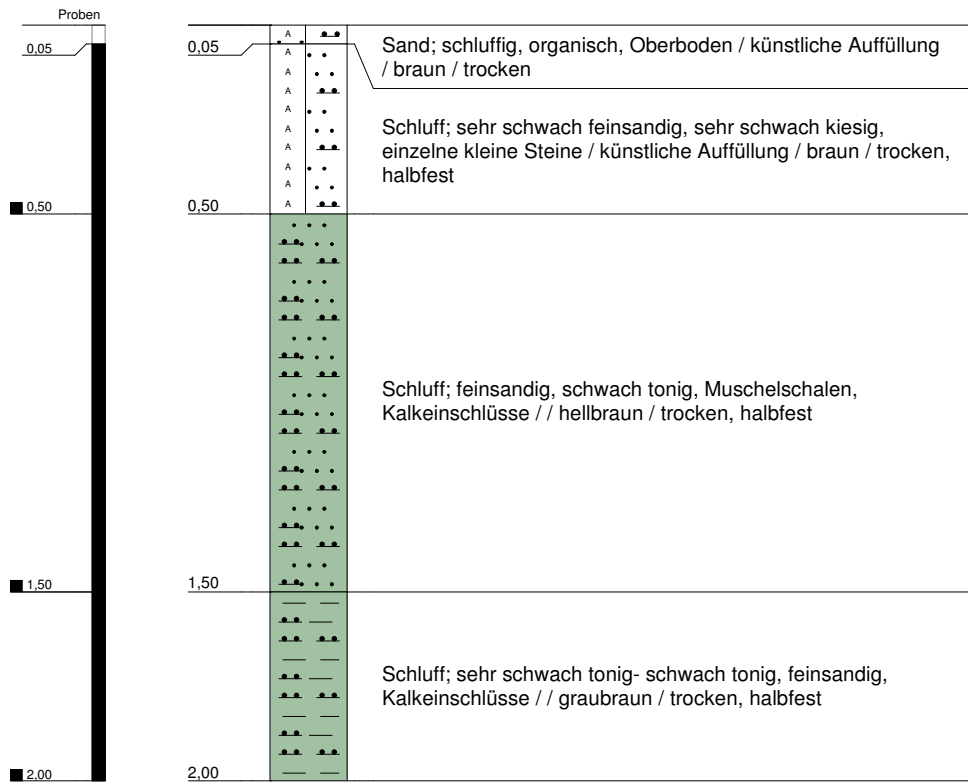 Proben
0,05
0,05
Sand; schluffig, organisch, Oberboden / künstliche Auffüllung
/ braun / trocken
A
A
A
A
A
A
A
A
A
A
Schluff; sehr schwach feinsandig, sehr schwach kiesig,
einzelne kleine Steine / künstliche Auffüllung / braun / trocken,
halbfest
0,50
0,50
Schluff; feinsandig, schwach tonig, Muschelschalen,
Kalkeinschlüsse / / hellbraun / trocken, halbfest
1,50
1,50
Schluff; sehr schwach tonig- schwach tonig, feinsandig,
Kalkeinschlüsse / / graubraun / trocken, halbfest
2,00
2,00